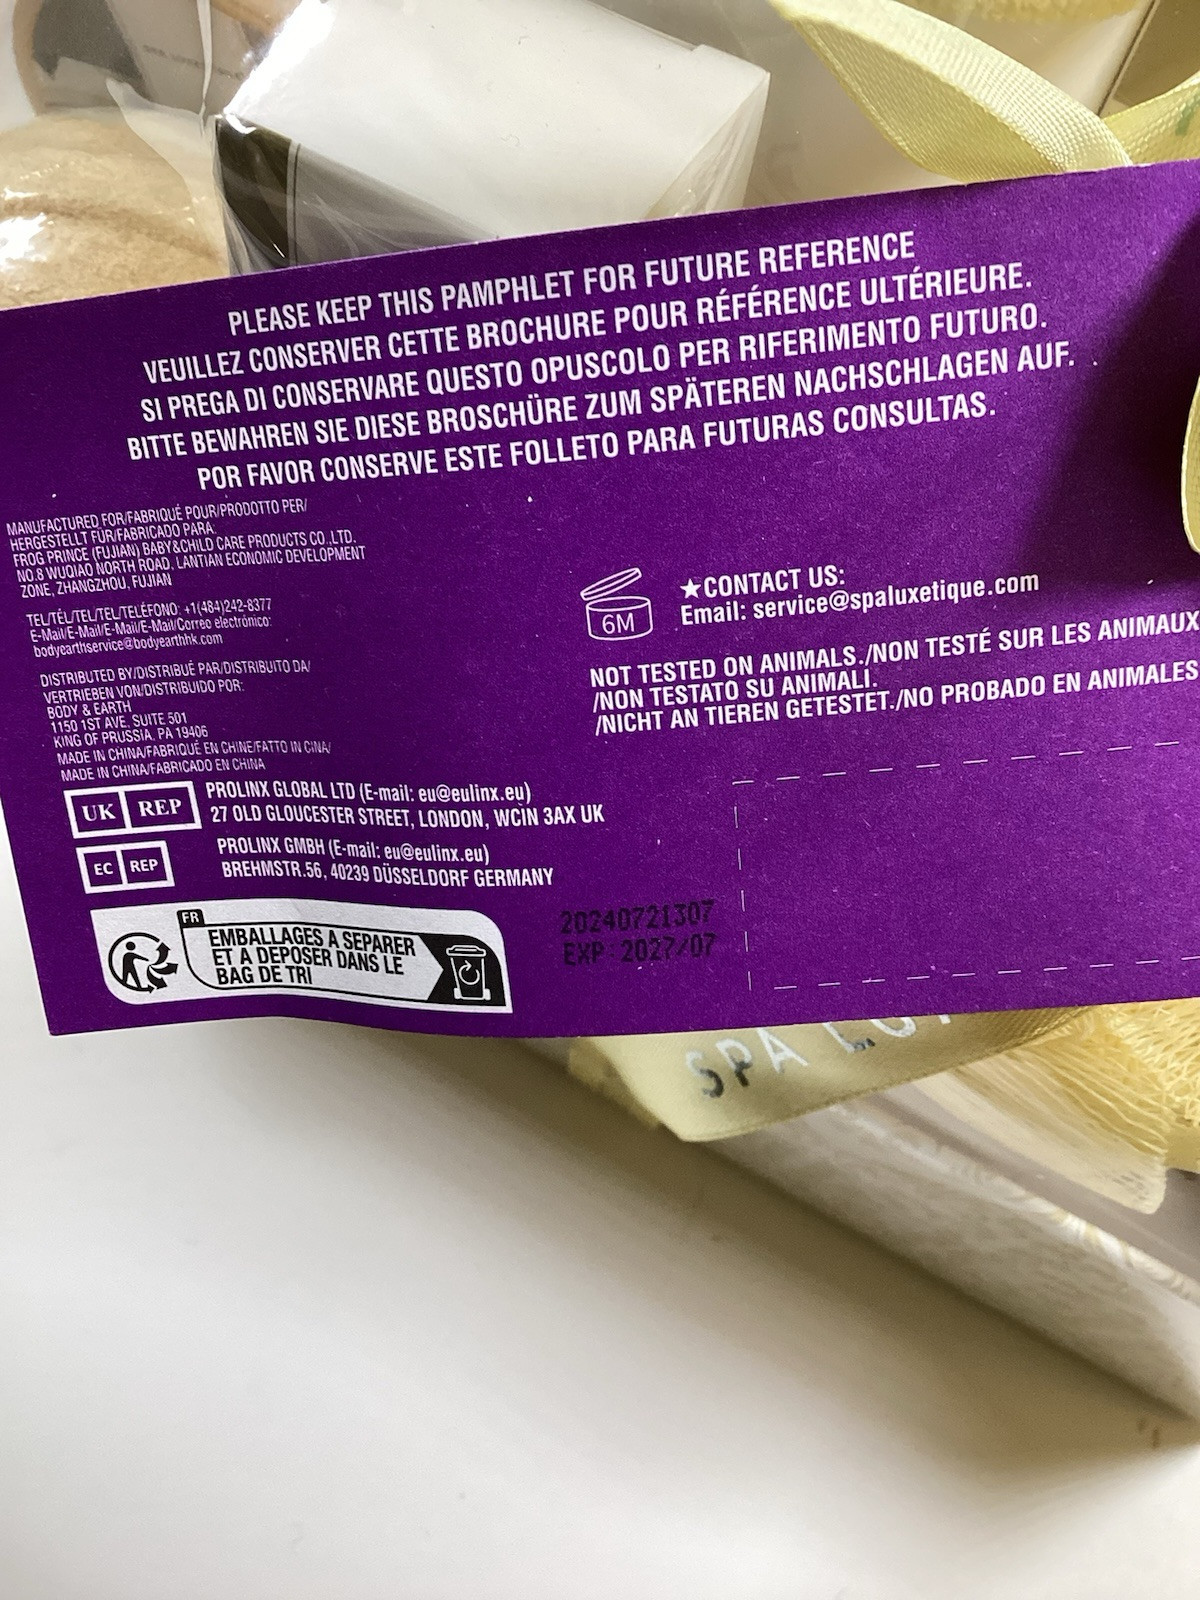 PLEASE KEEP THIS PAMPHLET FOR FUTURE REFERENCE
VEUILLEZ CONSERVER CETTE BROCHURE POUR RÉFÉRENCE ULTÉRIEURE.
SI PREGA DI CONSERVARE QUESTO OPUSCOLO PER RIFERIMENTO FUTURO.
BITTE BEWAHREN SIE DIESE BROSCHÜRE ZUM SPÄTEREN NACHSCHLAGEN AUF.
POR FAVOR CONSERVE ESTE FOLLETO PARA FUTURAS CONSULTAS.
MANUFACTURED FOR/FABRIQUÉ POUR/PRODOTTO PER/
HERGESTELLT FÜR/FABRICADO PARA:
FROG PRINCE (FUJIAN) BABY&CHILD CARE PRODUCTS CO.,LTD.
NO.8 WUQIAO NORTH ROAD, LANTIAN ECONOMIC DEVELOPMENT
ZONE, ZHANGZHOU, FUJIAN
TEL/TÉL/TEL/TEL/TELÉFONO: +1(484)242-8377
E-Mail/E-Mail/E-Mail/E-Mail/Correo electrónico:
bodyearthservice@bodyearthhk.com
DISTRIBUTED BY/DISTRIBUÉ PAR/DISTRIBUITO DA/
VERTRIEBEN VON/DISTRIBUIDO POR:
BODY & EARTH
1150 1ST AVE, SUITE 501
KING OF PRUSSIA, PA 19406
MADE IN CHINA/FABRIQUÉ EN CHINE/FATTO IN CINA/
MADE IN CHINA/FABRICADO EN CHINA
UK REP
PROLINX GLOBAL LTD (E-mail: eu@eulinx.eu)
27 OLD GLOUCESTER STREET, LONDON, WCIN 3AX UK
EC REP
PROLINX GMBH (E-mail: eu@eulinx.eu)
BREHMSTR.56, 40239 DÜSSELDORF GERMANY
FR
EMBALLAGES A SEPARER
ET A DEPOSER DANS LE
BAG DE TRI
6M
★CONTACT US:
Email: service@spaluxetique.com
NOT TESTED ON ANIMALS./NON TESTÉ SUR LES ANIMAUX
/NON TESTATO SU ANIMALI.
/NICHT AN TIEREN GETESTET./NO PROBADO EN ANIMALES
20240721307
EXP: 2027/07
SPA